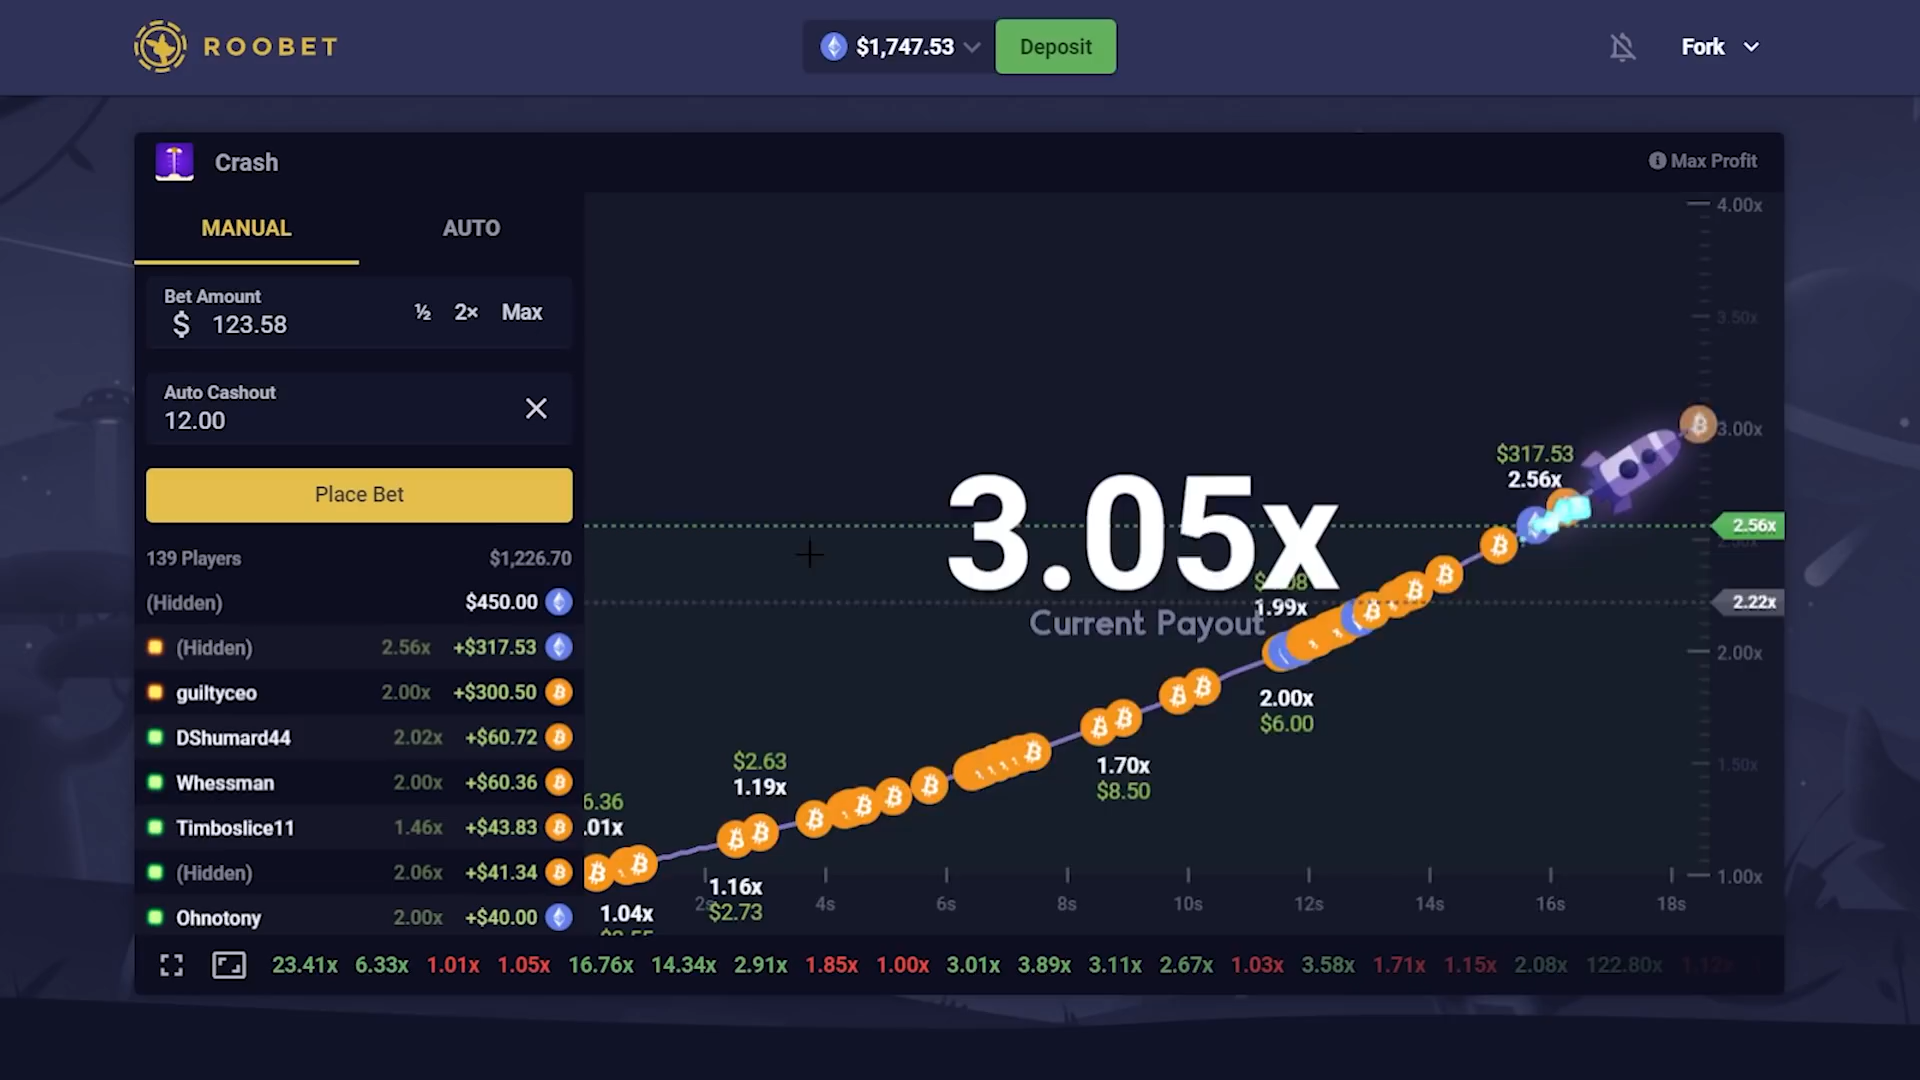 ROOBET
$1,747.53
Deposit
Fork
Crash
Max Profit
MANUAL
AUTO
Bet Amount
$ 123.58
½ 2× Max
Auto Cashout
12.00
Place Bet
139 Players $1,226.70
(Hidden) $450.00
(Hidden) 2.56x +$317.53
guiltyceo 2.00x +$300.50
DShumard44 2.02x +$60.72
Whessman 2.00x +$60.36
Timboslice11 1.46x +$43.83
(Hidden) 2.06x +$41.34
Ohnotony 2.00x +$40.00
3.05x
Current Payout
$317.53
2.56x
1.99x
2.00x
$6.00
1.70x
$8.50
$2.63
1.19x
1.16x
$2.73
6.36
.01x
1.04x
4.00x
3.50x
3.00x
2.56x
2.22x
2.00x
1.50x
1.00x
2s 4s 6s 8s 10s 12s 14s 16s 18s
23.41x 6.33x 1.01x 1.05x 16.76x 14.34x 2.91x 1.85x 1.00x 3.01x 3.89x 3.11x 2.67x 1.03x 3.58x 1.71x 1.15x 2.08x 122.80x